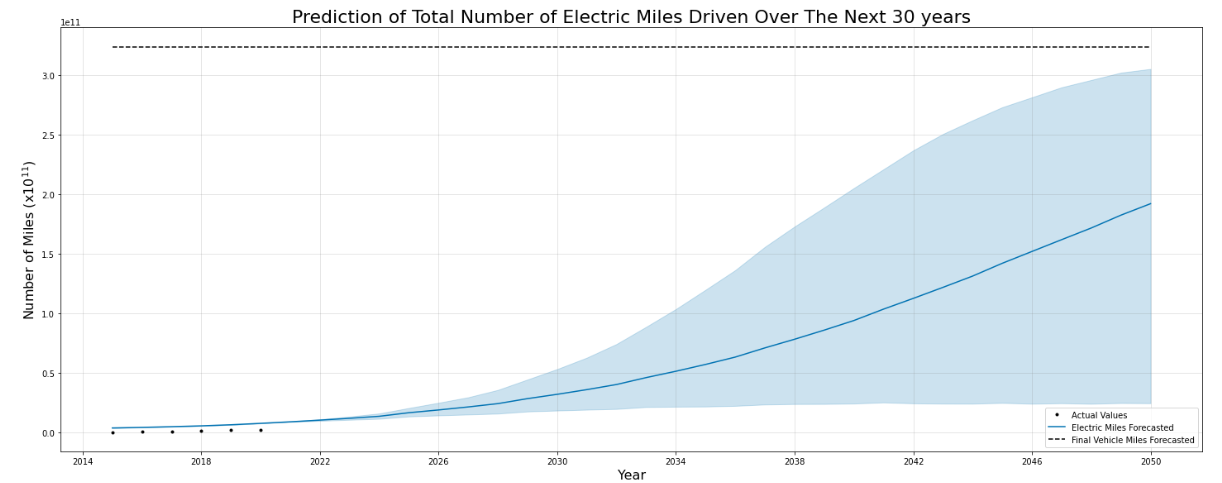 Prediction of Total Number of Electric Miles Driven Over The Next 30 years
1e11
3.0
2.5
2.0
1.5
1.0
0.5
0.0
Number of Miles (x10¹¹)
2014 2018 2022 2026 2030 2034 2038 2042 2046 2050
Year
Actual Values
Electric Miles Forecasted
Final Vehicle Miles Forecasted